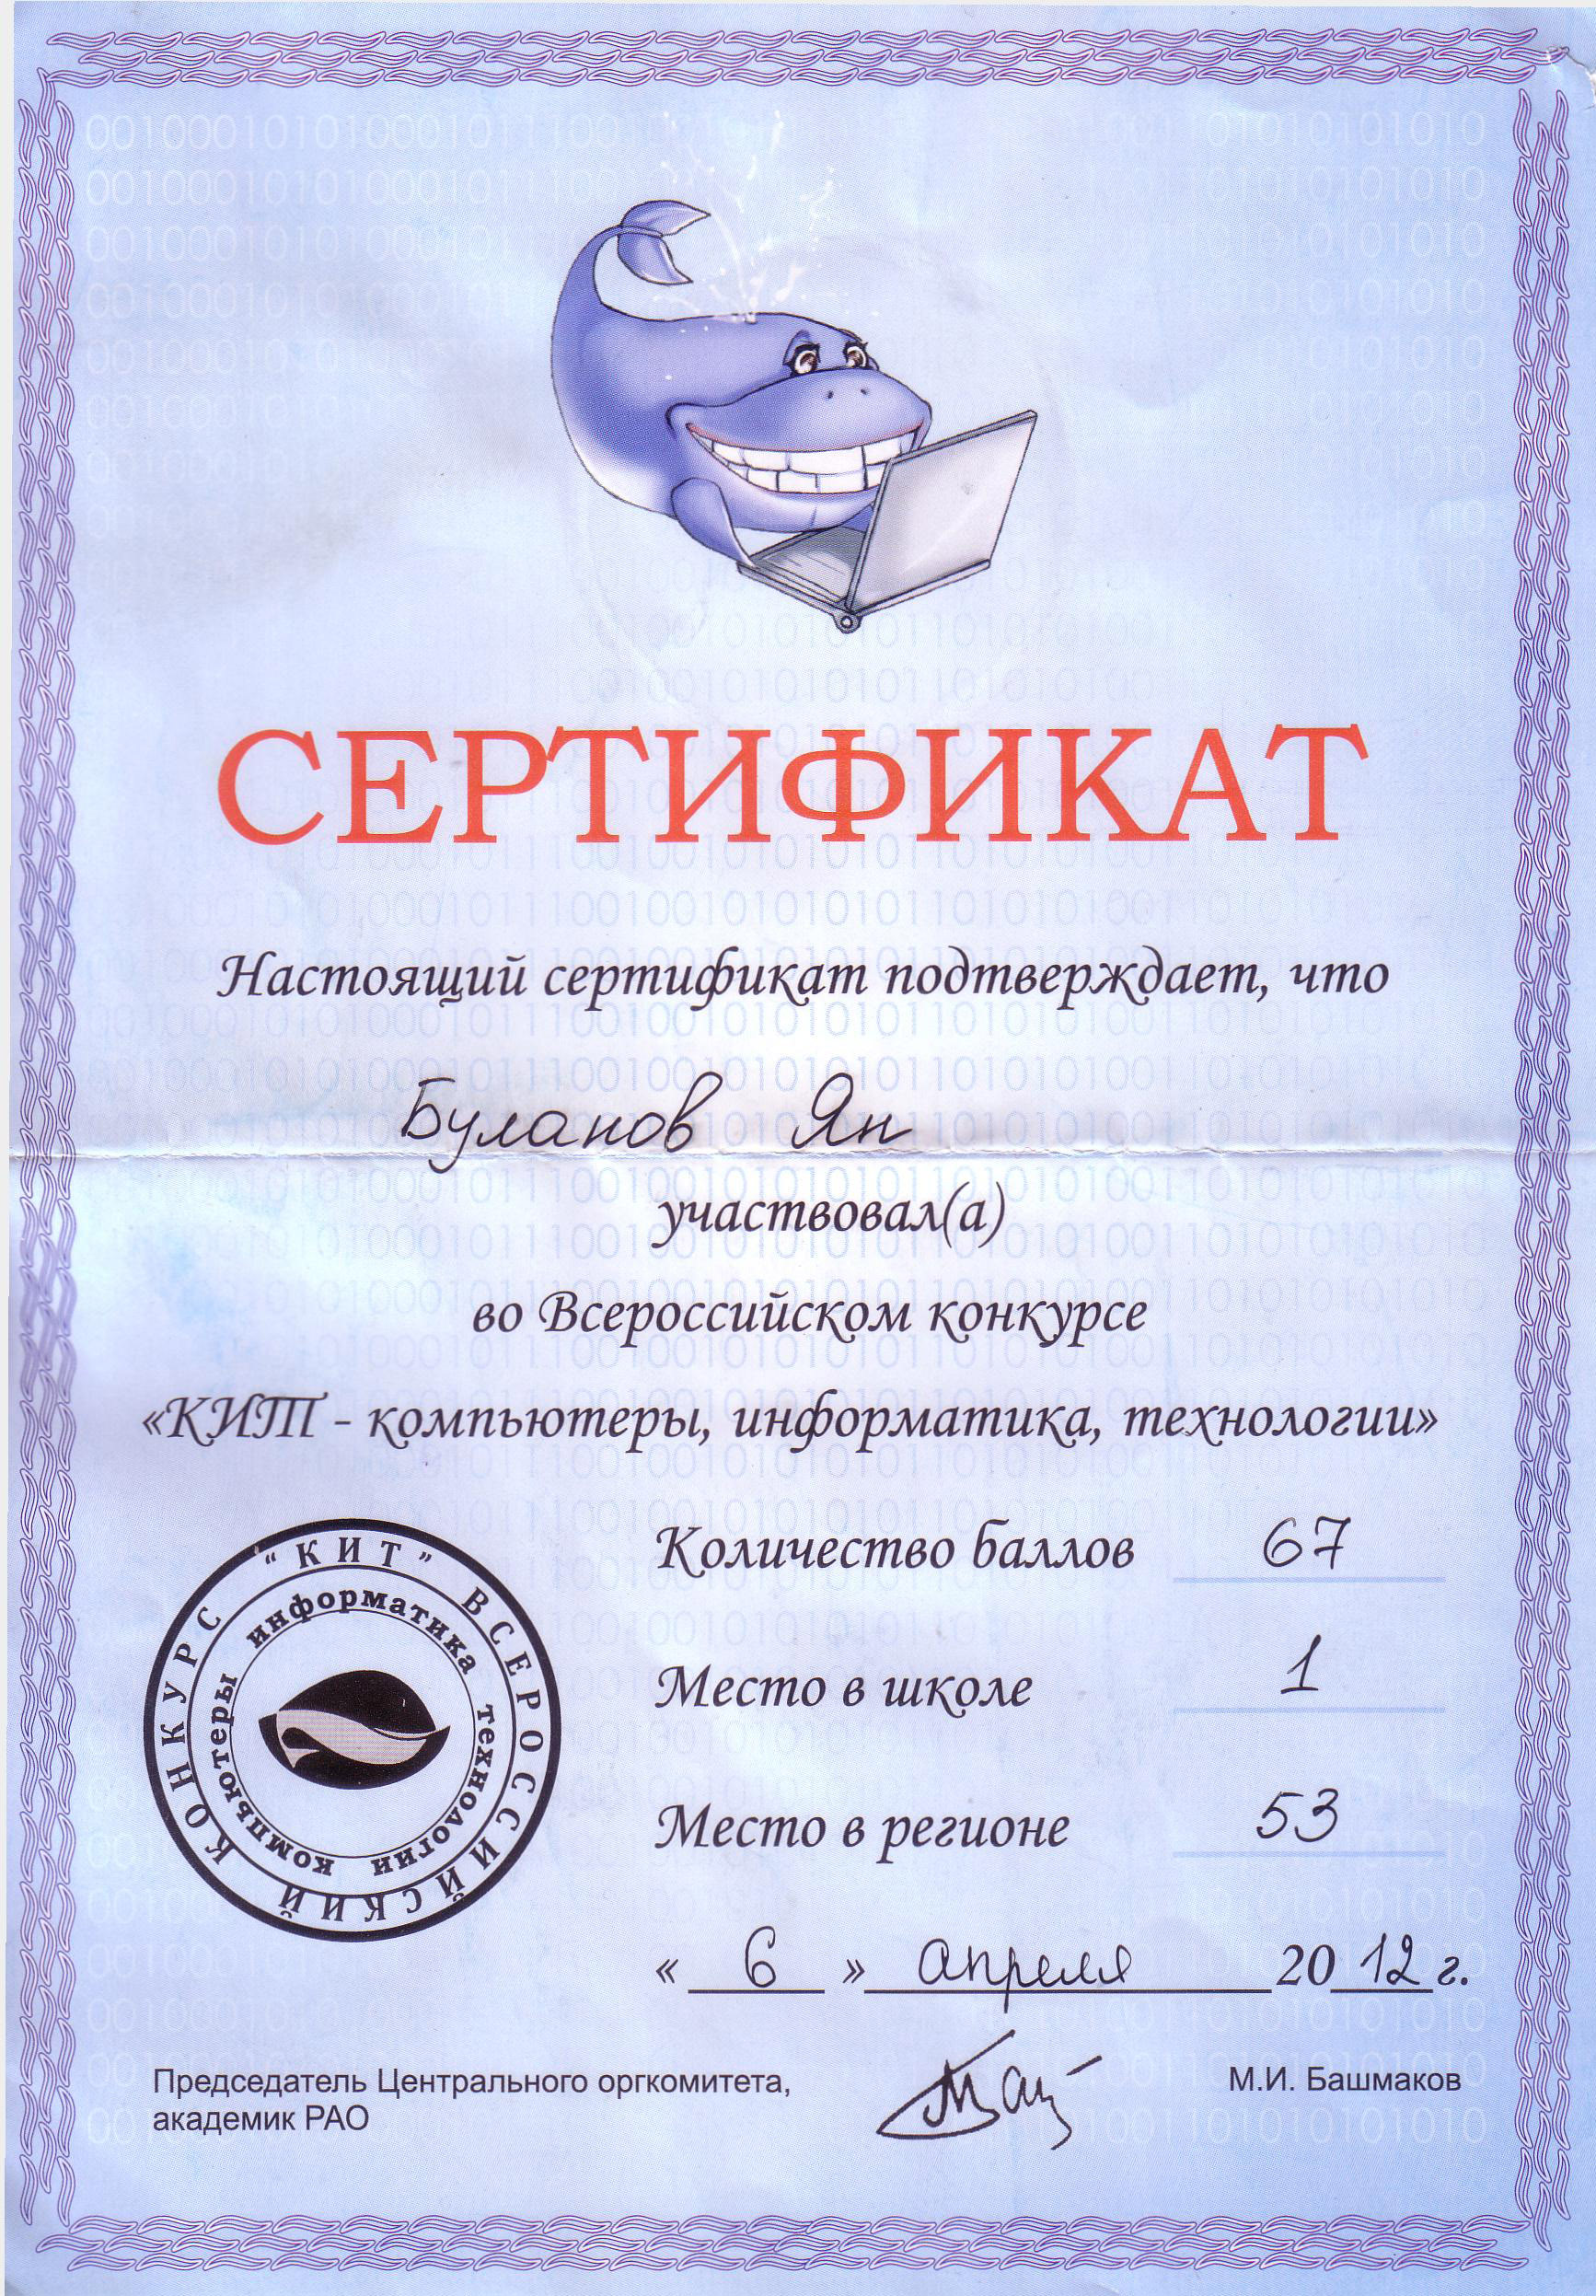 СЕРТИФИКАТ
Настоящий сертификат подтверждает, что
Буланов Ян
участвовал(а)
во Всероссийском конкурсе
«КИТ - компьютеры, информатика, технологии»
Количество баллов 67
Место в школе 1
Место в регионе 53
"КИТ" ВСЕРОССИЙСКИЙ КОНКУРС
компьютеры информатика технологии
« 6 » апреля 2012 г.
Председатель Центрального оргкомитета,
академик РАО
М.И. Башмаков